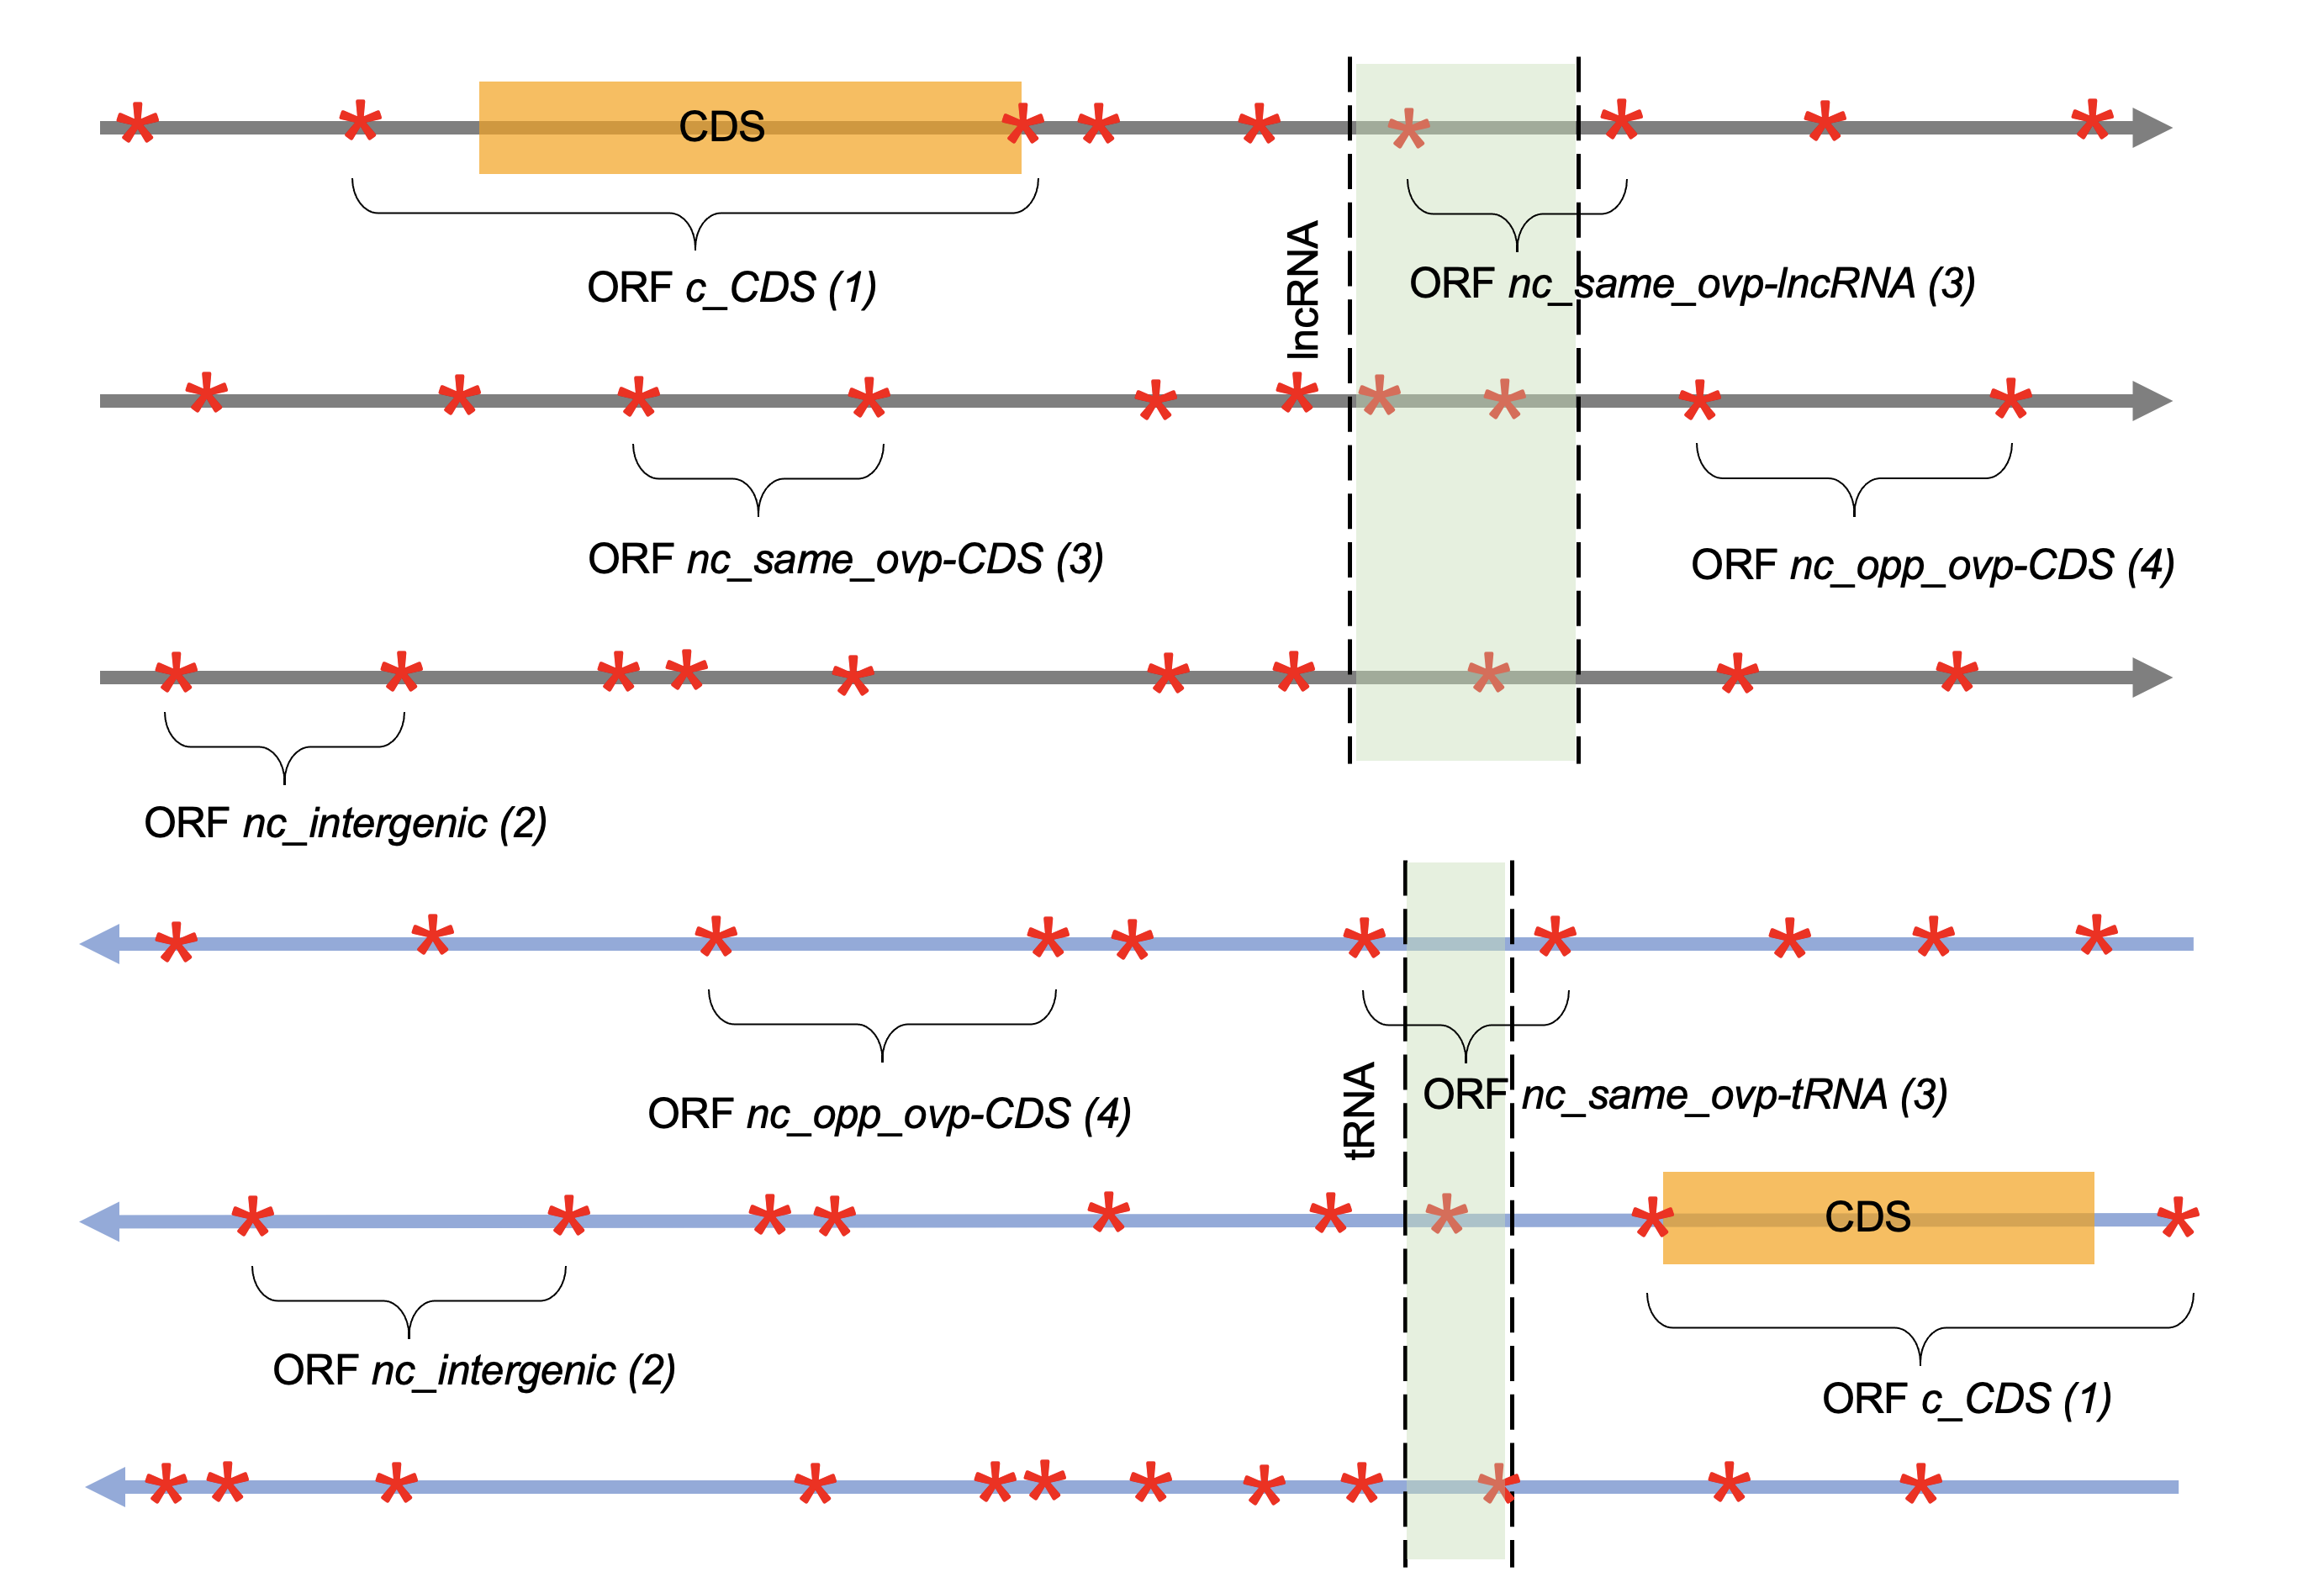 CDS
ORF c_CDS (1)
lncRNA
ORF nc_same_ovp-lncRNA (3)
ORF nc_same_ovp-CDS (3)
ORF nc_opp_ovp-CDS (4)
ORF nc_intergenic (2)
ORF nc_opp_ovp-CDS (4)
tRNA
ORF nc_same_ovp-tRNA (3)
CDS
ORF nc_intergenic (2)
ORF c_CDS (1)